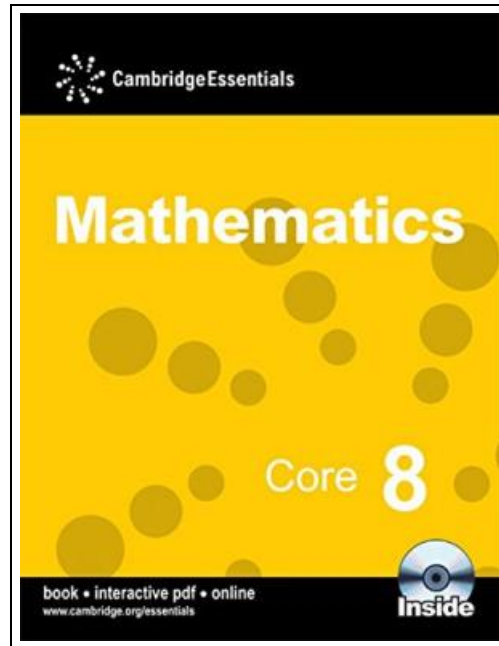 CambridgeEssentials
Mathematics
Core 8
book • interactive pdf • online
www.cambridge.org/essentials
Inside